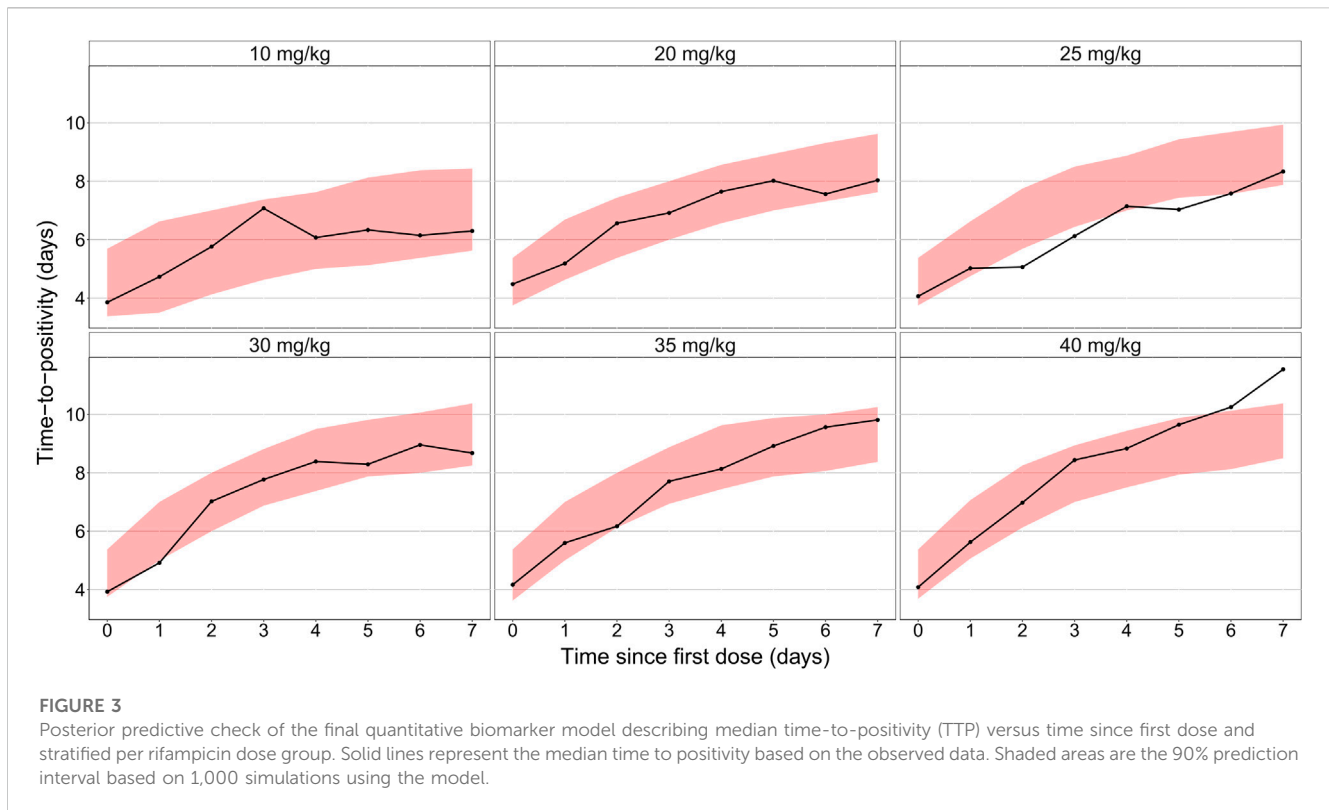 10 mg/kg
20 mg/kg
25 mg/kg
10
8
6
4
30 mg/kg
35 mg/kg
40 mg/kg
10
8
6
4
Time-to-positivity (days)
0 1 2 3 4 5 6 7
0 1 2 3 4 5 6 7
0 1 2 3 4 5 6 7
Time since first dose (days)
FIGURE 3
Posterior predictive check of the final quantitative biomarker model describing median time-to-positivity (TTP) versus time since first dose and
stratified per rifampicin dose group. Solid lines represent the median time to positivity based on the observed data. Shaded areas are the 90% prediction
interval based on 1,000 simulations using the model.